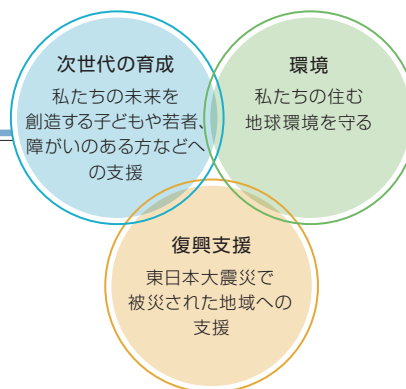 次世代の育成
私たちの未来を
創造する子どもや若者、
障がいのある方などへ
の支援
環境
私たちの住む
地球環境を守る
復興支援
東日本大震災で
被災された地域への
支援